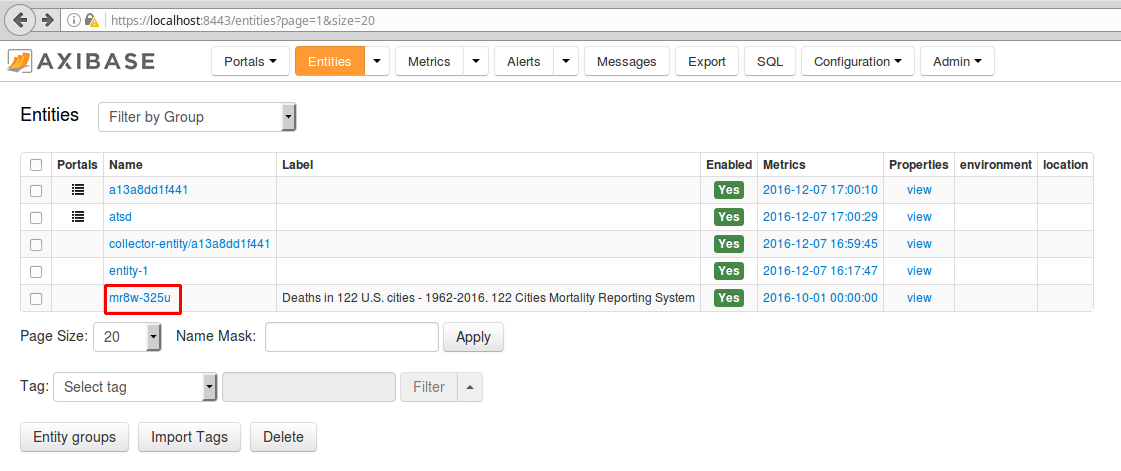 https://localhost:8443/entities?page=1&size=20
AXIBASE Portals Entities Metrics Alerts Messages Export SQL Configuration Admin
Entities Filter by Group
Portals Name Label Enabled Metrics Properties environment location
a13a8dd1f441 Yes 2016-12-07 17:00:10 view
atsd Yes 2016-12-07 17:00:29 view
collector-entity/a13a8dd1f441 Yes 2016-12-07 16:59:45 view
entity-1 Yes 2016-12-07 16:17:47 view
mr8w-325u Deaths in 122 U.S. cities - 1962-2016. 122 Cities Mortality Reporting System Yes 2016-10-01 00:00:00 view
Page Size: 20 Name Mask: Apply
Tag: Select tag Filter
Entity groups Import Tags Delete